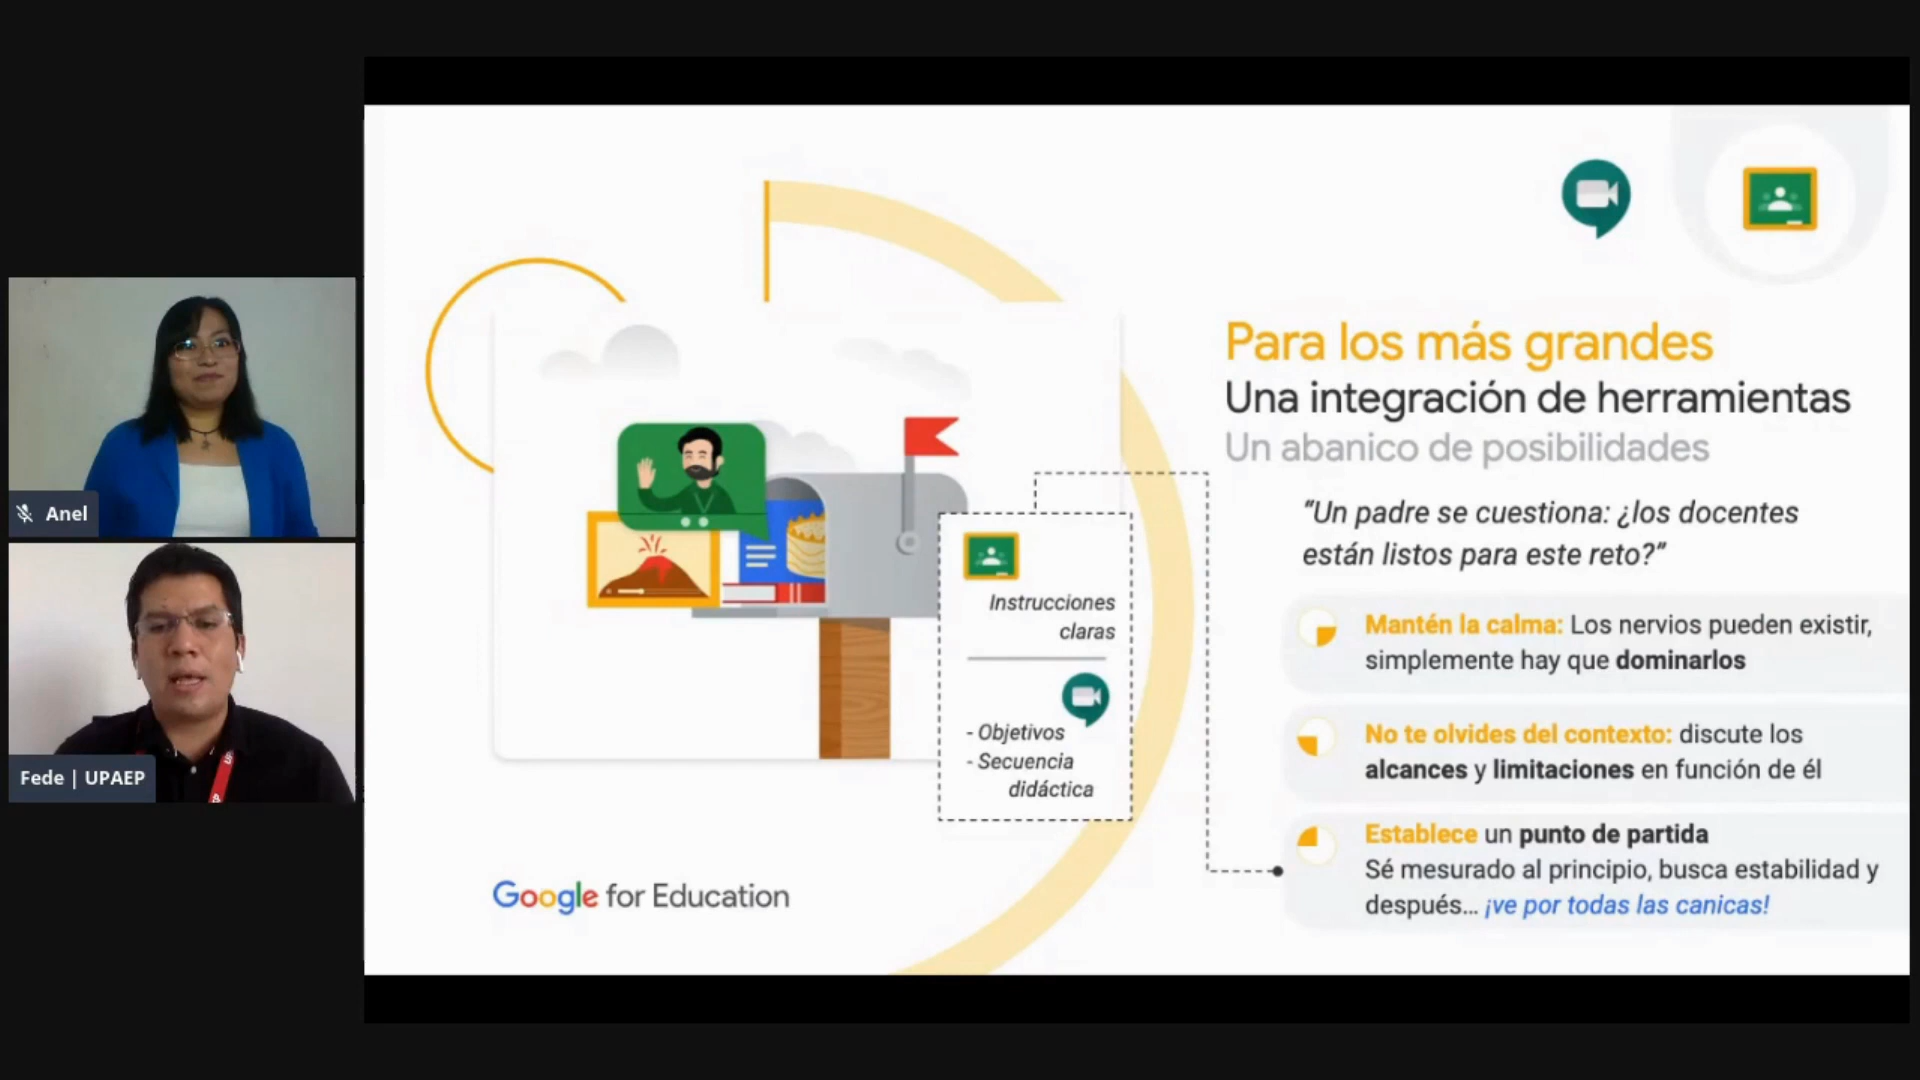 Anel
Fede | UPAEP
Para los más grandes
Una integración de herramientas
Un abanico de posibilidades
“Un padre se cuestiona: ¿los docentes
están listos para este reto?”
Mantén la calma: Los nervios pueden existir,
simplemente hay que dominarlos
No te olvides del contexto: discute los
alcances y limitaciones en función de él
Establece un punto de partida
Sé mesurado al principio, busca estabilidad y
después... ¡ve por todas las canicas!
Instrucciones
claras
- Objetivos
- Secuencia
didáctica
Google for Education